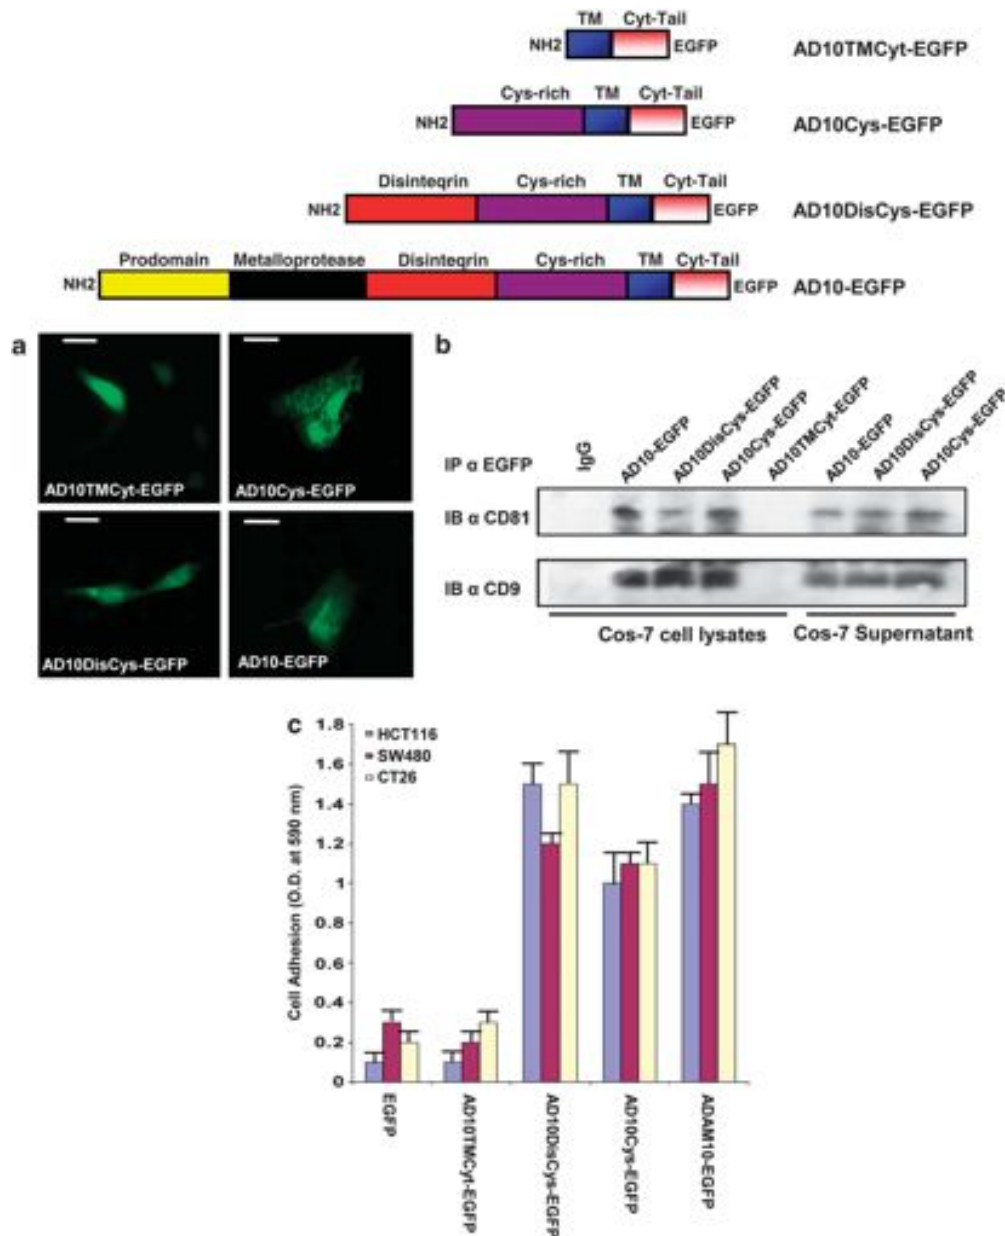 TM Cyt-Tail
NH2 EGFP AD10TMCyt-EGFP
Cys-rich TM Cyt-Tail
NH2 EGFP AD10Cys-EGFP
Disinteqrin Cys-rich TM Cyt-Tail
NH2 EGFP AD10DisCys-EGFP
Prodomain Metalloprotease Disinteqrin Cys-rich TM Cyt-Tail
NH2 EGFP AD10-EGFP
a
AD10TMCyt-EGFP
AD10Cys-EGFP
AD10DisCys-EGFP
AD10-EGFP
b
IP α EGFP
IgG
AD10-EGFP
AD10DisCys-EGFP
AD10Cys-EGFP
AD10TMCyt-EGFP
AD10-EGFP
AD10DisCys-EGFP
AD10Cys-EGFP
IB α CD81
IB α CD9
Cos-7 cell lysates
Cos-7 Supernatant
c
HCT116
SW480
CT26
Cell Adhesion (O.D. at 590 nm)
1.8
1.6
1.4
1.2
1
0.8
0.6
0.4
0.2
0
EGFP
AD10TMCyt-EGFP
AD10DisCys-EGFP
AD10Cys-EGFP
ADAM10-EGFP